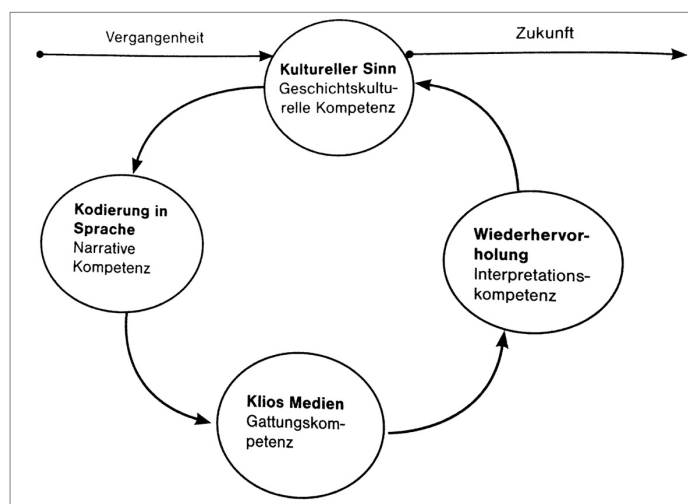 Vergangenheit
Zukunft
Kultureller Sinn
Geschichtskultu-
relle Kompetenz
Kodierung in
Sprache
Narrative
Kompetenz
Wiederhervor-
holung
Interpretations-
kompetenz
Klios Medien
Gattungskom-
petenz